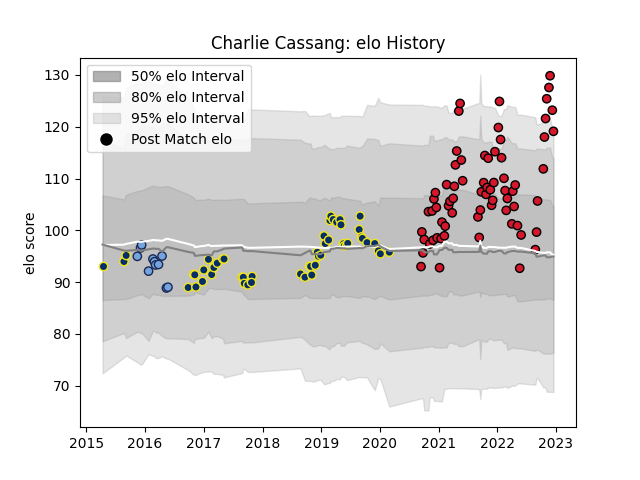 Charlie Cassang: elo History
50% elo Interval
80% elo Interval
95% elo Interval
Post Match elo
elo score
130
120
110
100
90
80
70
2015 2016 2017 2018 2019 2020 2021 2022 2023